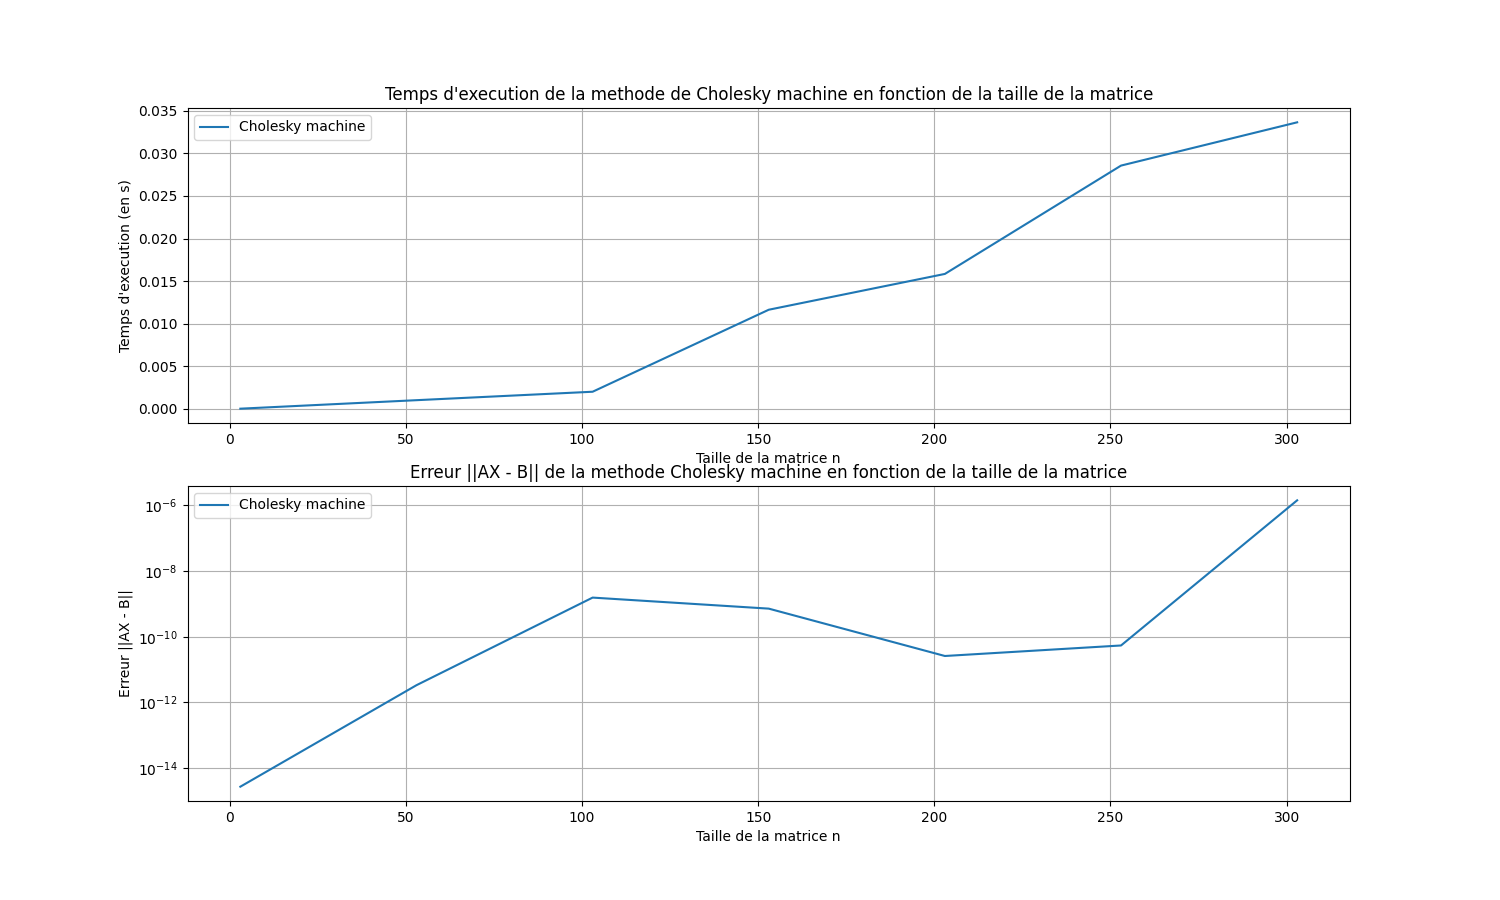 Temps d'execution de la methode de Cholesky machine en fonction de la taille de la matrice
Cholesky machine
Temps d'execution (en s)
0.035
0.030
0.025
0.020
0.015
0.010
0.005
0.000
0 50 100 150 200 250 300
Taille de la matrice n
Erreur ||AX - B|| de la methode Cholesky machine en fonction de la taille de la matrice
Cholesky machine
Erreur ||AX - B||
10⁻⁶
10⁻⁸
10⁻¹⁰
10⁻¹²
10⁻¹⁴
0 50 100 150 200 250 300
Taille de la matrice n